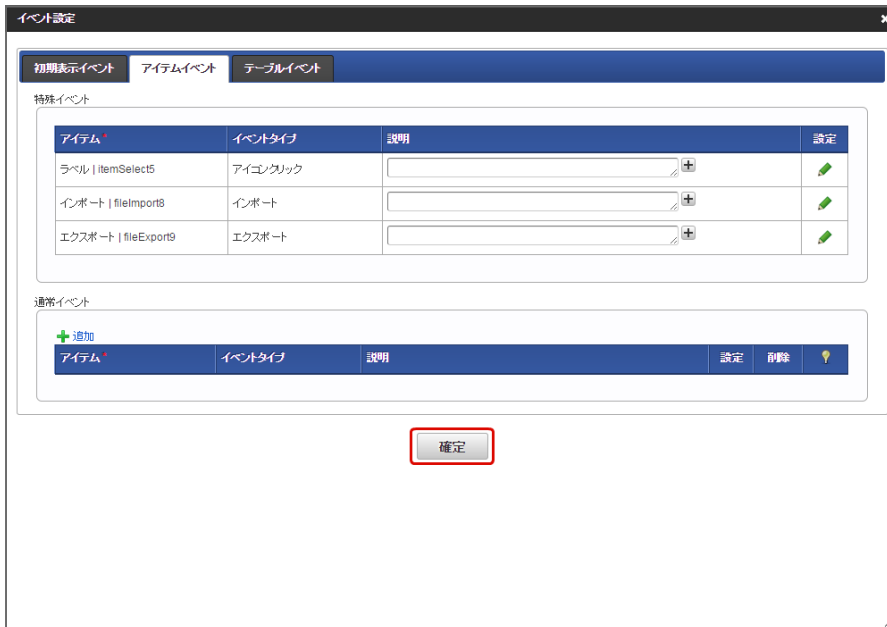 イベント設定
初期表示イベント アイテムイベント テーブルイベント
特殊イベント
アイテム* イベントタイプ 説明 設定
ラベル | itemSelect5 アイコンクリック
インポート | fileImport8 インポート
エクスポート | fileExport9 エクスポート
通常イベント
追加
アイテム* イベントタイプ 説明 設定 削除
確定